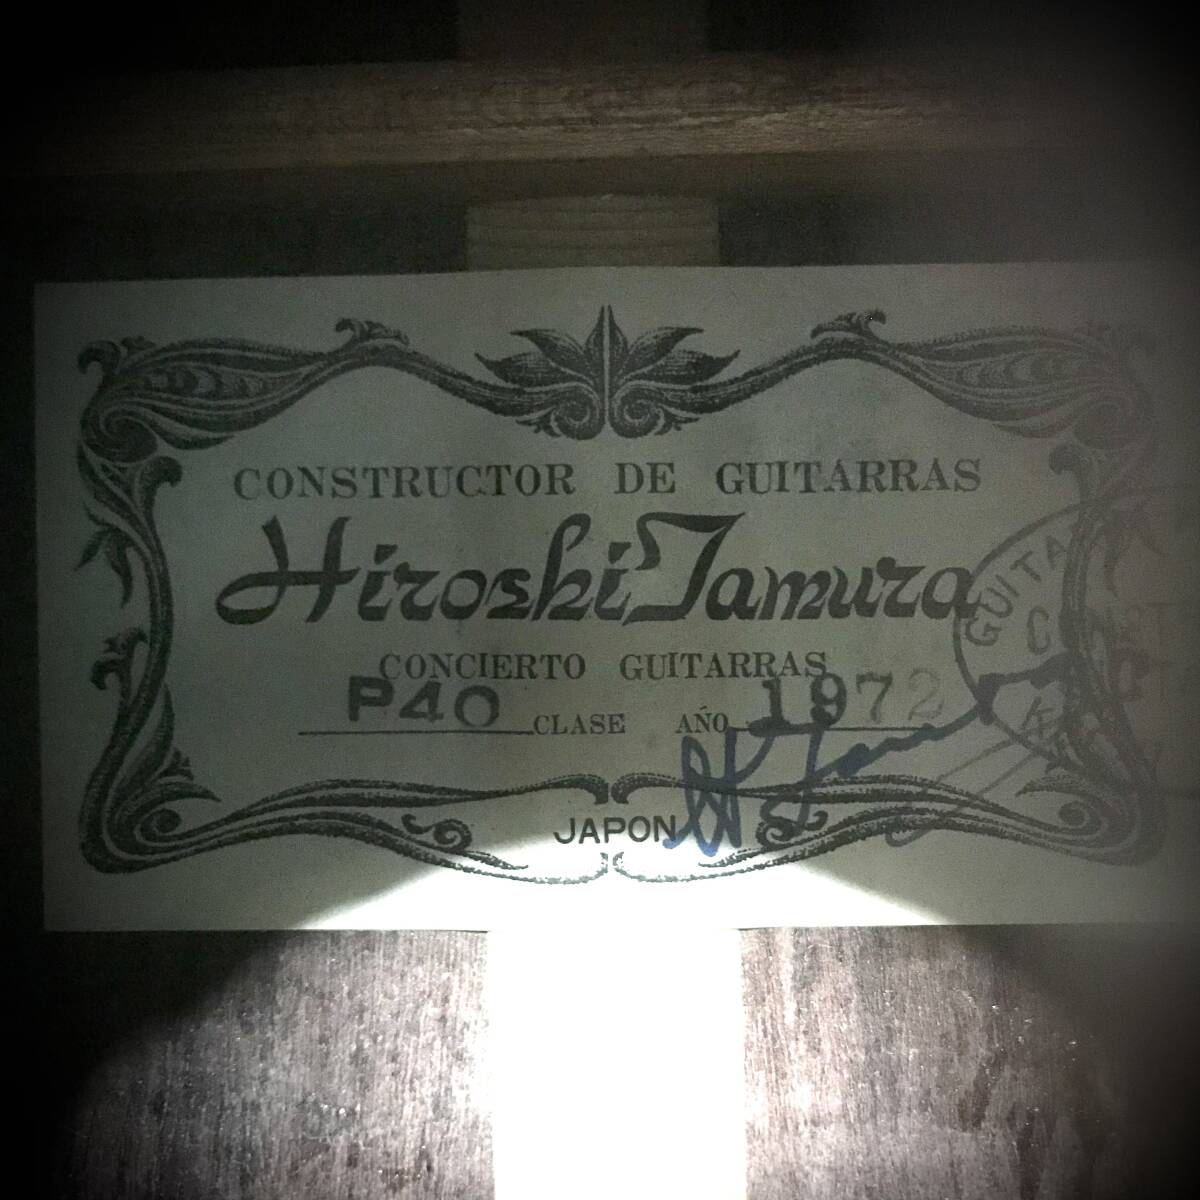 CONSTRUCTOR DE GUITARRAS
Hiroshi Tamura
CONCIERTO GUITARRAS
P40 CLASE AÑO 1972
JAPON